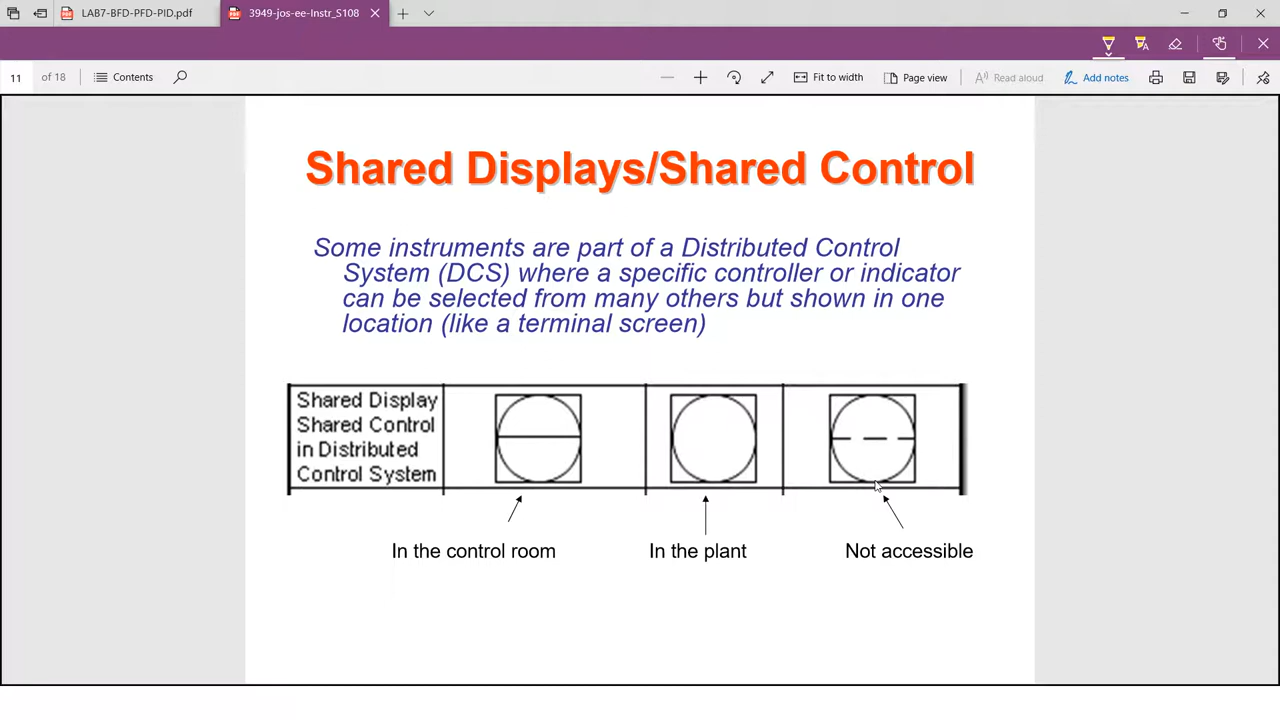 LAB7-BFD-PFD-PID.pdf
3949-jos-ee-Instr_S108
11 of 18
Contents
Fit to width
Page view
Read aloud
Add notes
Shared Displays/Shared Control
Some instruments are part of a Distributed Control
System (DCS) where a specific controller or indicator
can be selected from many others but shown in one
location (like a terminal screen)
Shared Display
Shared Control
in Distributed
Control System
In the control room
In the plant
Not accessible